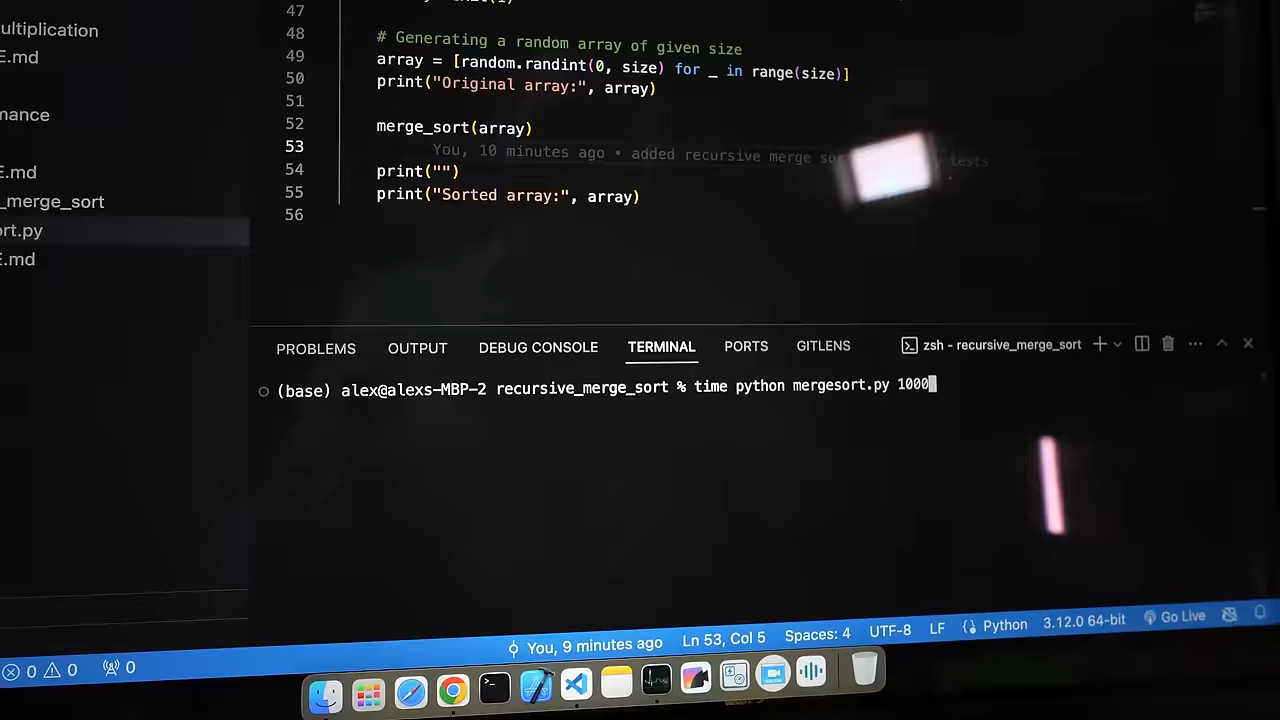 47
48 # Generating a random array of given size
49 array = [random.randint(0, size) for _ in range(size)]
50 print("Original array:", array)
51
52 merge_sort(array)
53 You, 10 minutes ago • added recursive merge tests
54 print("")
55 print("Sorted array:", array)
56
E.md
E.md
_merge_sort
ort.py
E.md
PROBLEMS OUTPUT DEBUG CONSOLE TERMINAL PORTS GITLENS zsh - recursive_merge_sort
(base) alex@alexs-MBP-2 recursive_merge_sort % time python mergesort.py 1000
0 0 0 You, 9 minutes ago Ln 53, Col 5 Spaces: 4 UTF-8 LF Python 3.12.0 64-bit Go Live